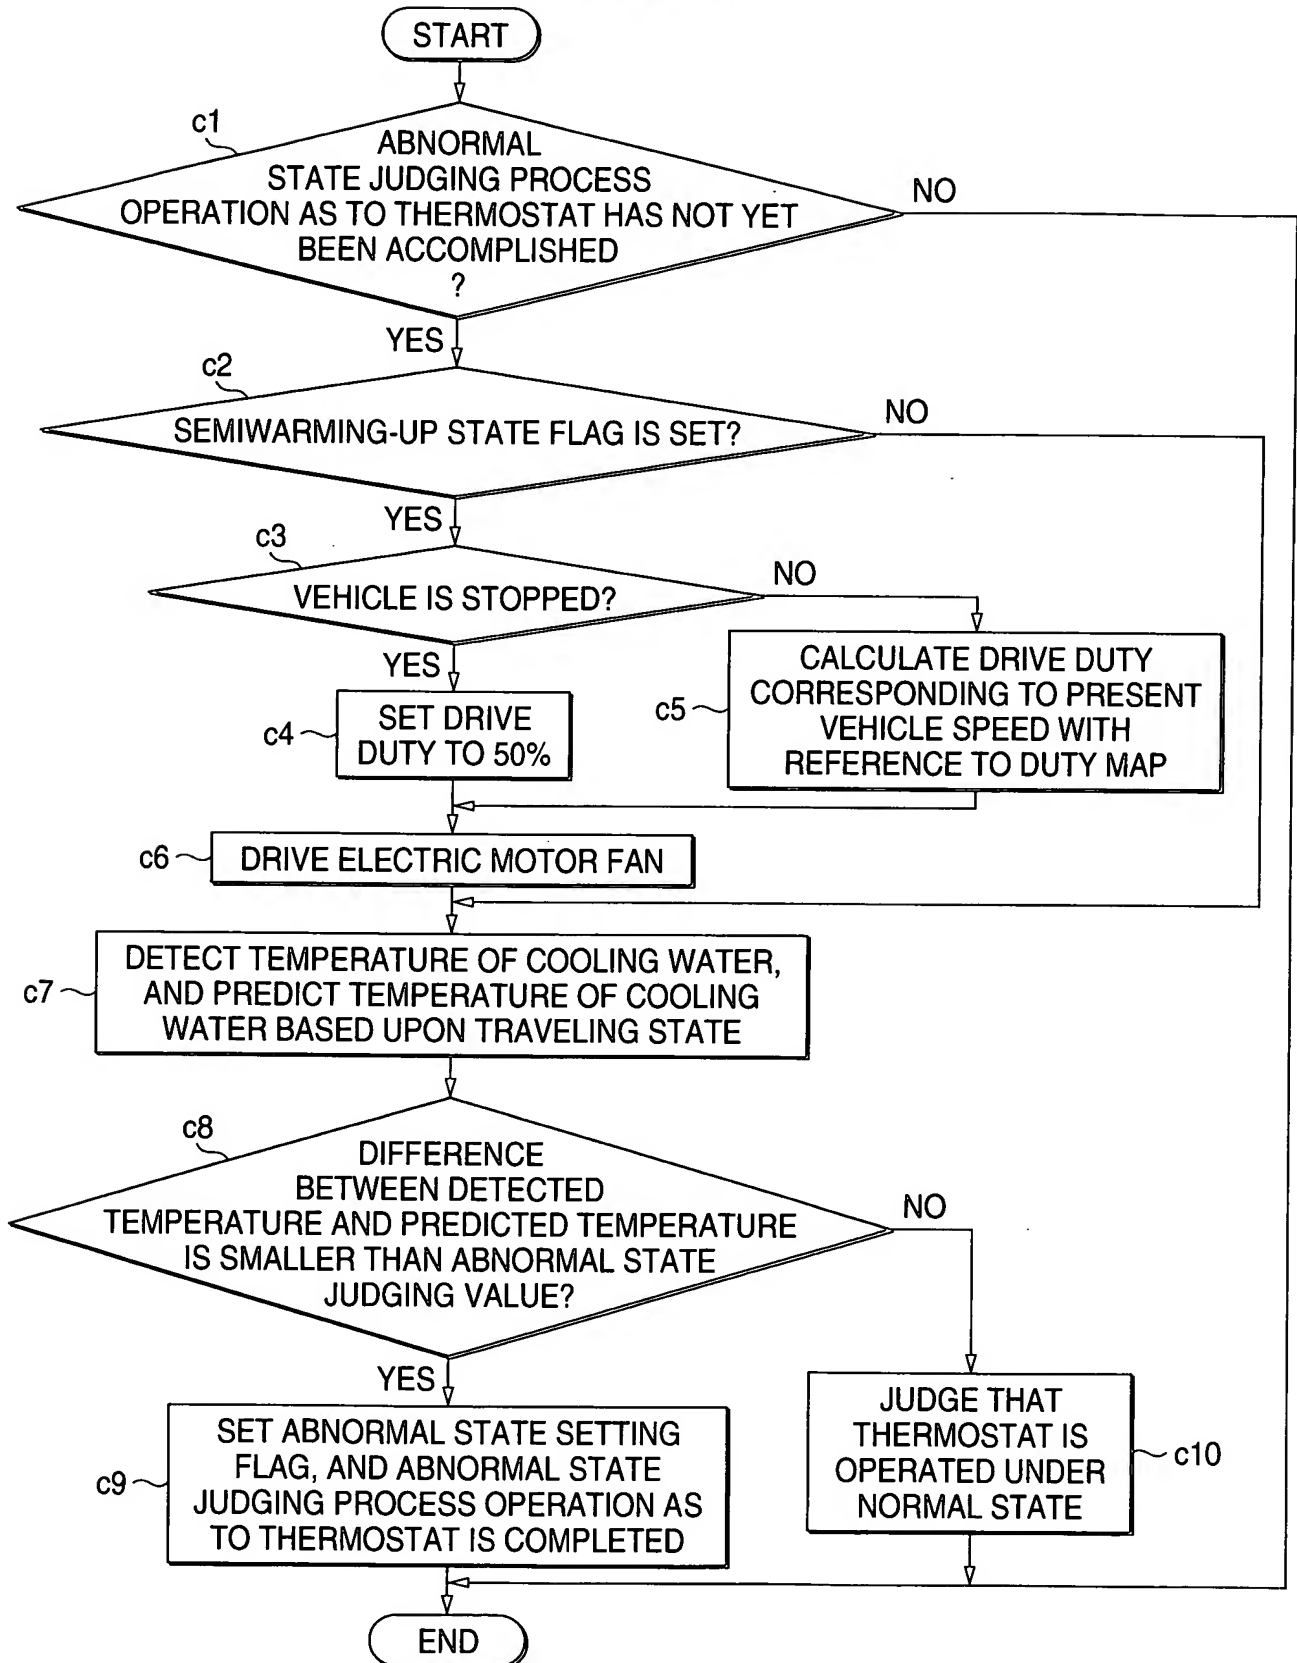 START
c1
ABNORMAL
STATE JUDGING PROCESS
OPERATION AS TO THERMOSTAT HAS NOT YET
BEEN ACCOMPLISHED
?
NO
YES
c2
SEMIWARMING-UP STATE FLAG IS SET?
NO
YES
c3
VEHICLE IS STOPPED?
NO
YES
c4
SET DRIVE
DUTY TO 50%
c5
CALCULATE DRIVE DUTY
CORRESPONDING TO PRESENT
VEHICLE SPEED WITH
REFERENCE TO DUTY MAP
c6
DRIVE ELECTRIC MOTOR FAN
c7
DETECT TEMPERATURE OF COOLING WATER,
AND PREDICT TEMPERATURE OF COOLING
WATER BASED UPON TRAVELING STATE
c8
DIFFERENCE
BETWEEN DETECTED
TEMPERATURE AND PREDICTED TEMPERATURE
IS SMALLER THAN ABNORMAL STATE
JUDGING VALUE?
NO
YES
c9
SET ABNORMAL STATE SETTING
FLAG, AND ABNORMAL STATE
JUDGING PROCESS OPERATION AS
TO THERMOSTAT IS COMPLETED
JUDGE THAT
THERMOSTAT IS
OPERATED UNDER
NORMAL STATE
c10
END